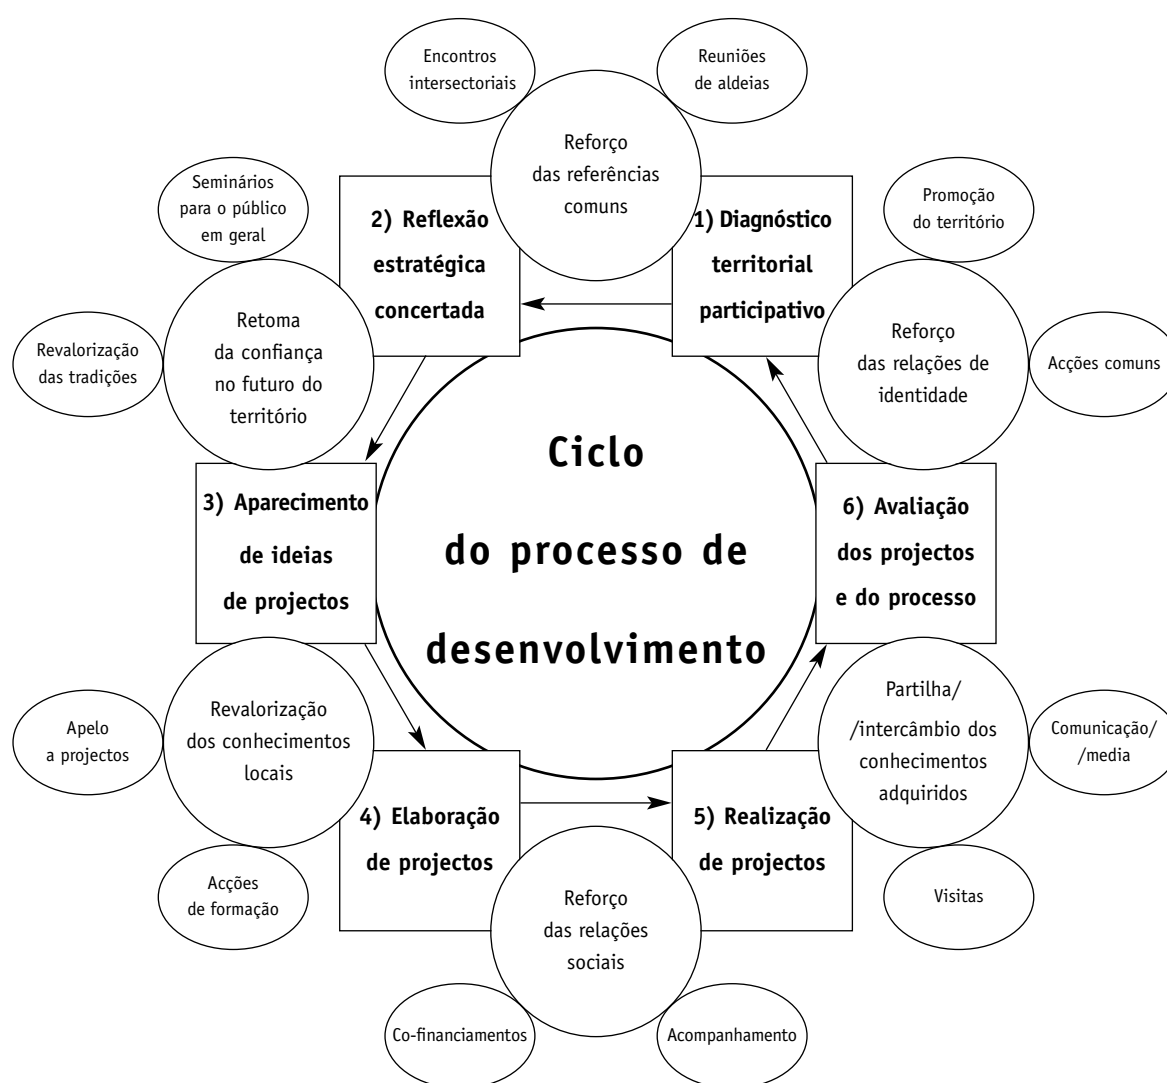 Encontros
intersectoriais
Reuniões
de aldeias
Reforço
das referências
comuns
Seminários
para o público
em geral
Promoção
do território
2) Reflexão
estratégica
concertada
1) Diagnóstico
territorial
participativo
Retoma
da confiança
no futuro do
território
Revalorização
das tradições
Reforço
das relações de
identidade
Acções comuns
Ciclo
do processo de
desenvolvimento
3) Aparecimento
de ideias
de projectos
6) Avaliação
dos projectos
e do processo
Revalorização
dos conhecimentos
locais
Apelo
a projectos
Partilha/
/intercâmbio dos
conhecimentos
adquiridos
Comunicação/
/media
4) Elaboração
de projectos
5) Realização
de projectos
Acções
de formação
Reforço
das relações
sociais
Visitas
Co-financiamentos
Acompanhamento